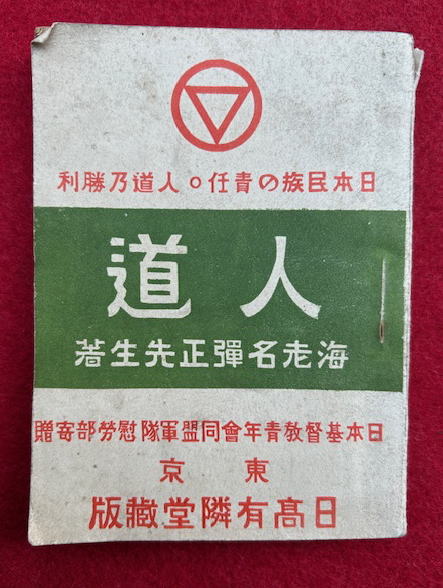 日本民族の責任。人道乃勝利
人道
海老名彈正先生著
日本基督教青年會同盟軍隊慰勞部寄贈
東京
日高有隣堂蔵版